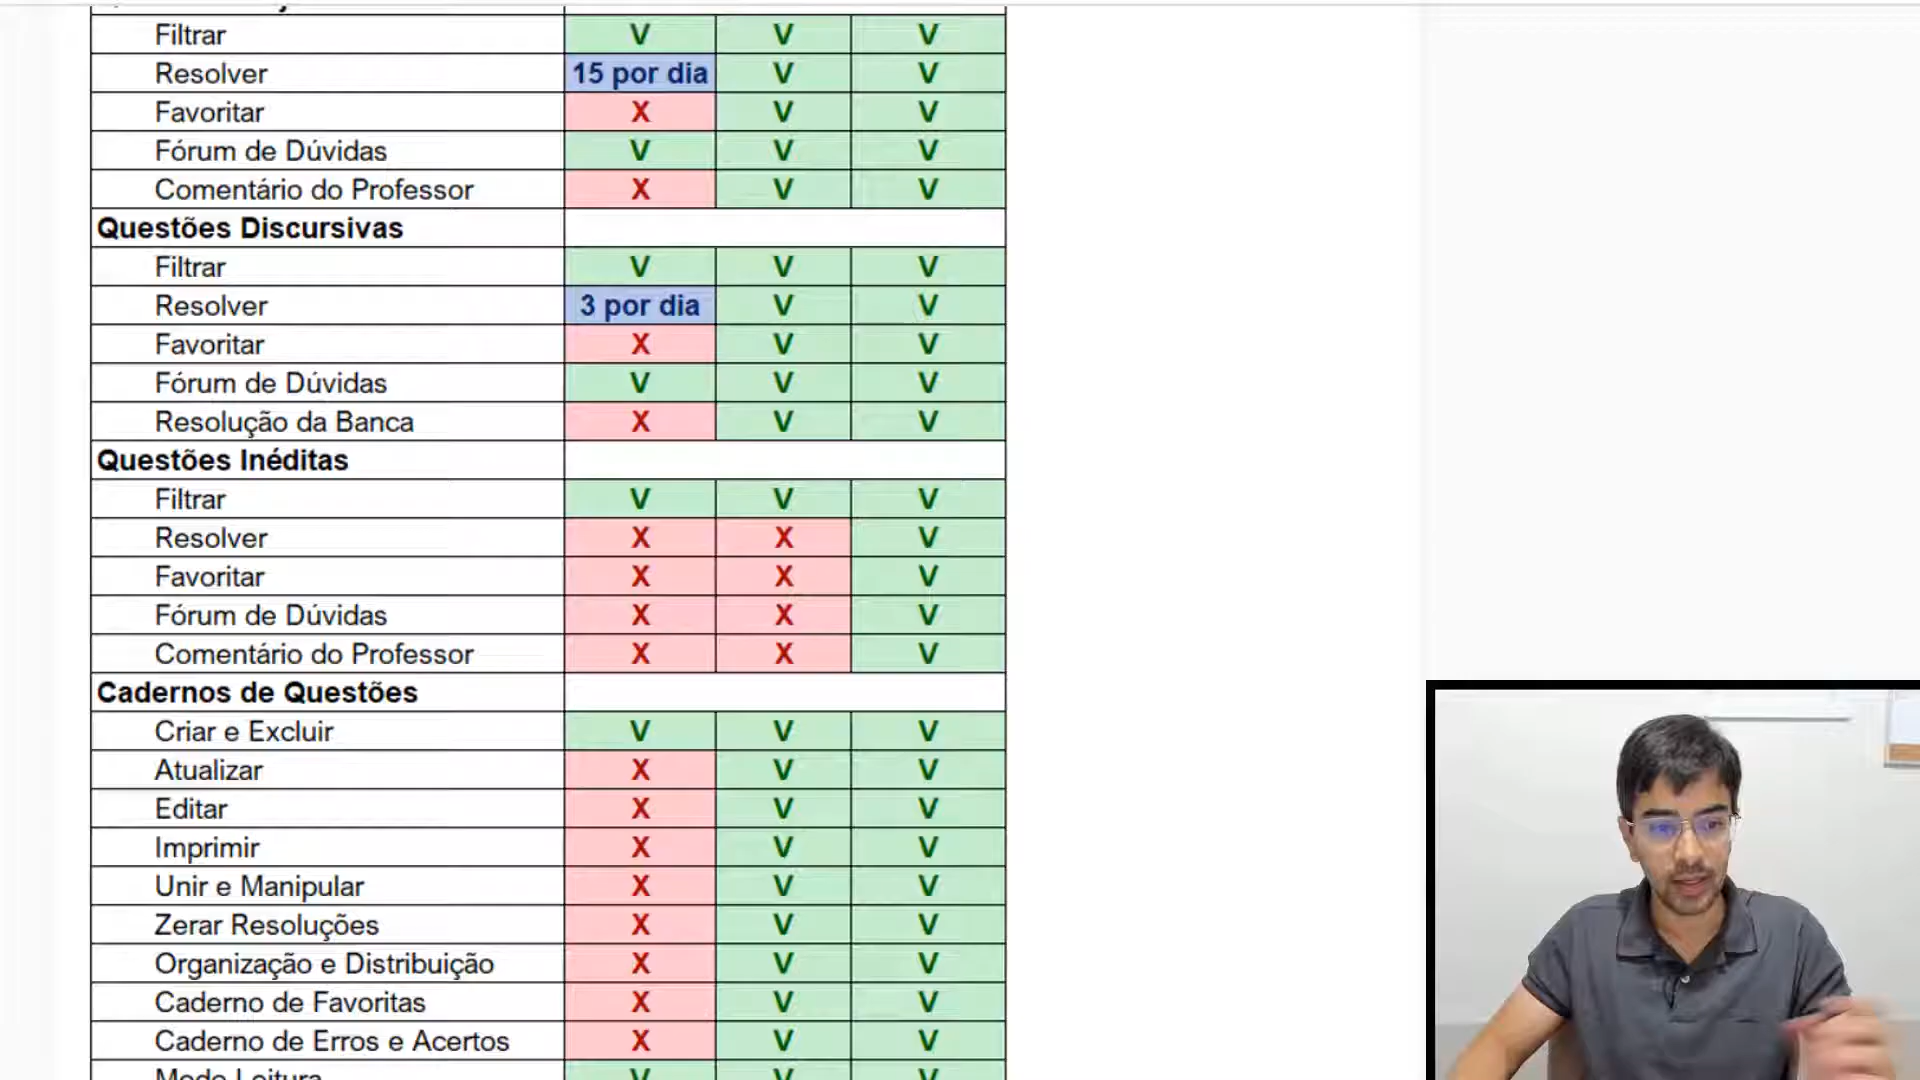 Filtrar V V V
Resolver 15 por dia V V
Favoritar X V V
Fórum de Dúvidas V V V
Comentário do Professor X V V
Questões Discursivas
Filtrar V V V
Resolver 3 por dia V V
Favoritar X V V
Fórum de Dúvidas V V V
Resolução da Banca X V V
Questões Inéditas
Filtrar V V V
Resolver X X V
Favoritar X X V
Fórum de Dúvidas X X V
Comentário do Professor X X V
Cadernos de Questões
Criar e Excluir V V V
Atualizar X V V
Editar X V V
Imprimir X V V
Unir e Manipular X V V
Zerar Resoluções X V V
Organização e Distribuição X V V
Caderno de Favoritas X V V
Caderno de Erros e Acertos X V V
Modo Leitura V V V